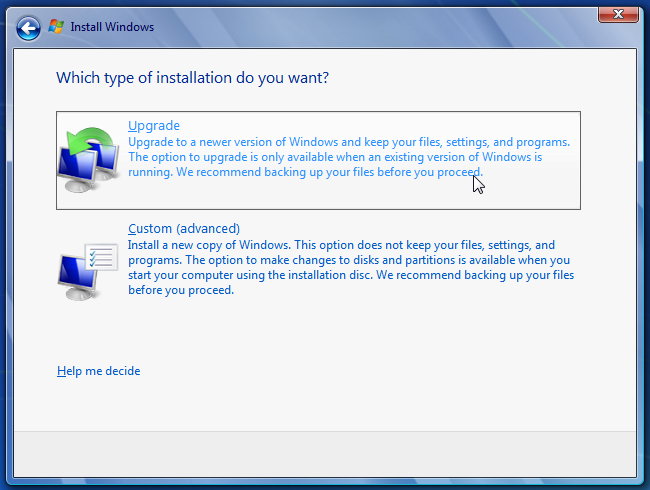 Install Windows
Which type of installation do you want?
Upgrade
Upgrade to a newer version of Windows and keep your files, settings, and programs.
The option to upgrade is only available when an existing version of Windows is
running. We recommend backing up your files before you proceed.
Custom (advanced)
Install a new copy of Windows. This option does not keep your files, settings, and
programs. The option to make changes to disks and partitions is available when you
start your computer using the installation disc. We recommend backing up your files
before you proceed.
Help me decide